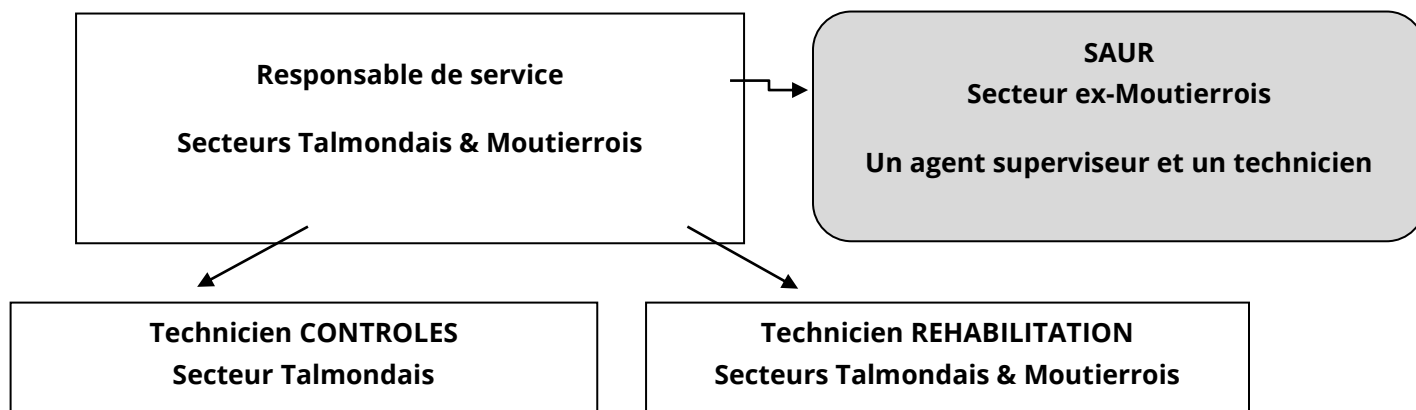 Responsable de service
Secteurs Talmondais & Moutierrois
SAUR
Secteur ex-Moutierrois
Un agent superviseur et un technicien
Technicien CONTROLES
Secteur Talmondais
Technicien REHABILITATION
Secteurs Talmondais & Moutierrois